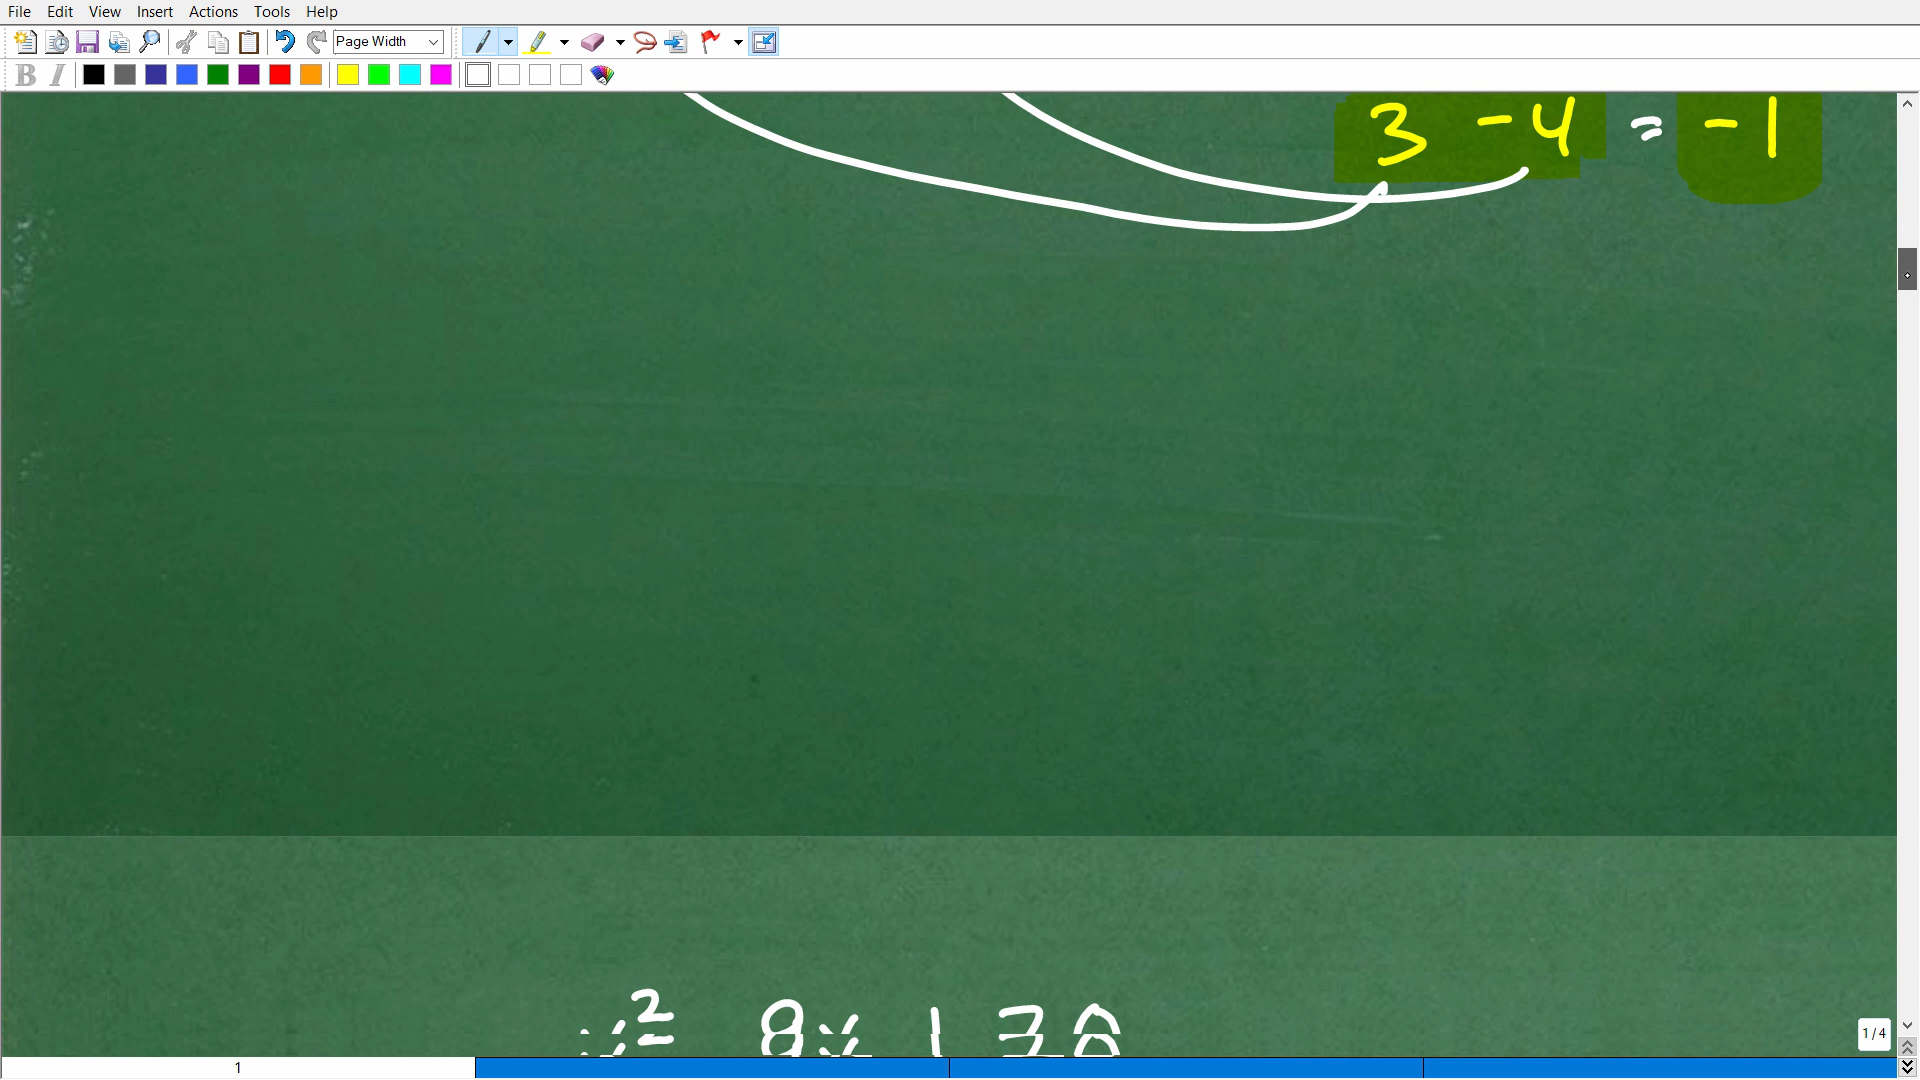 File Edit View Insert Actions Tools Help
Page Width
B I
3 - 4 = - 1
1 / 4
1